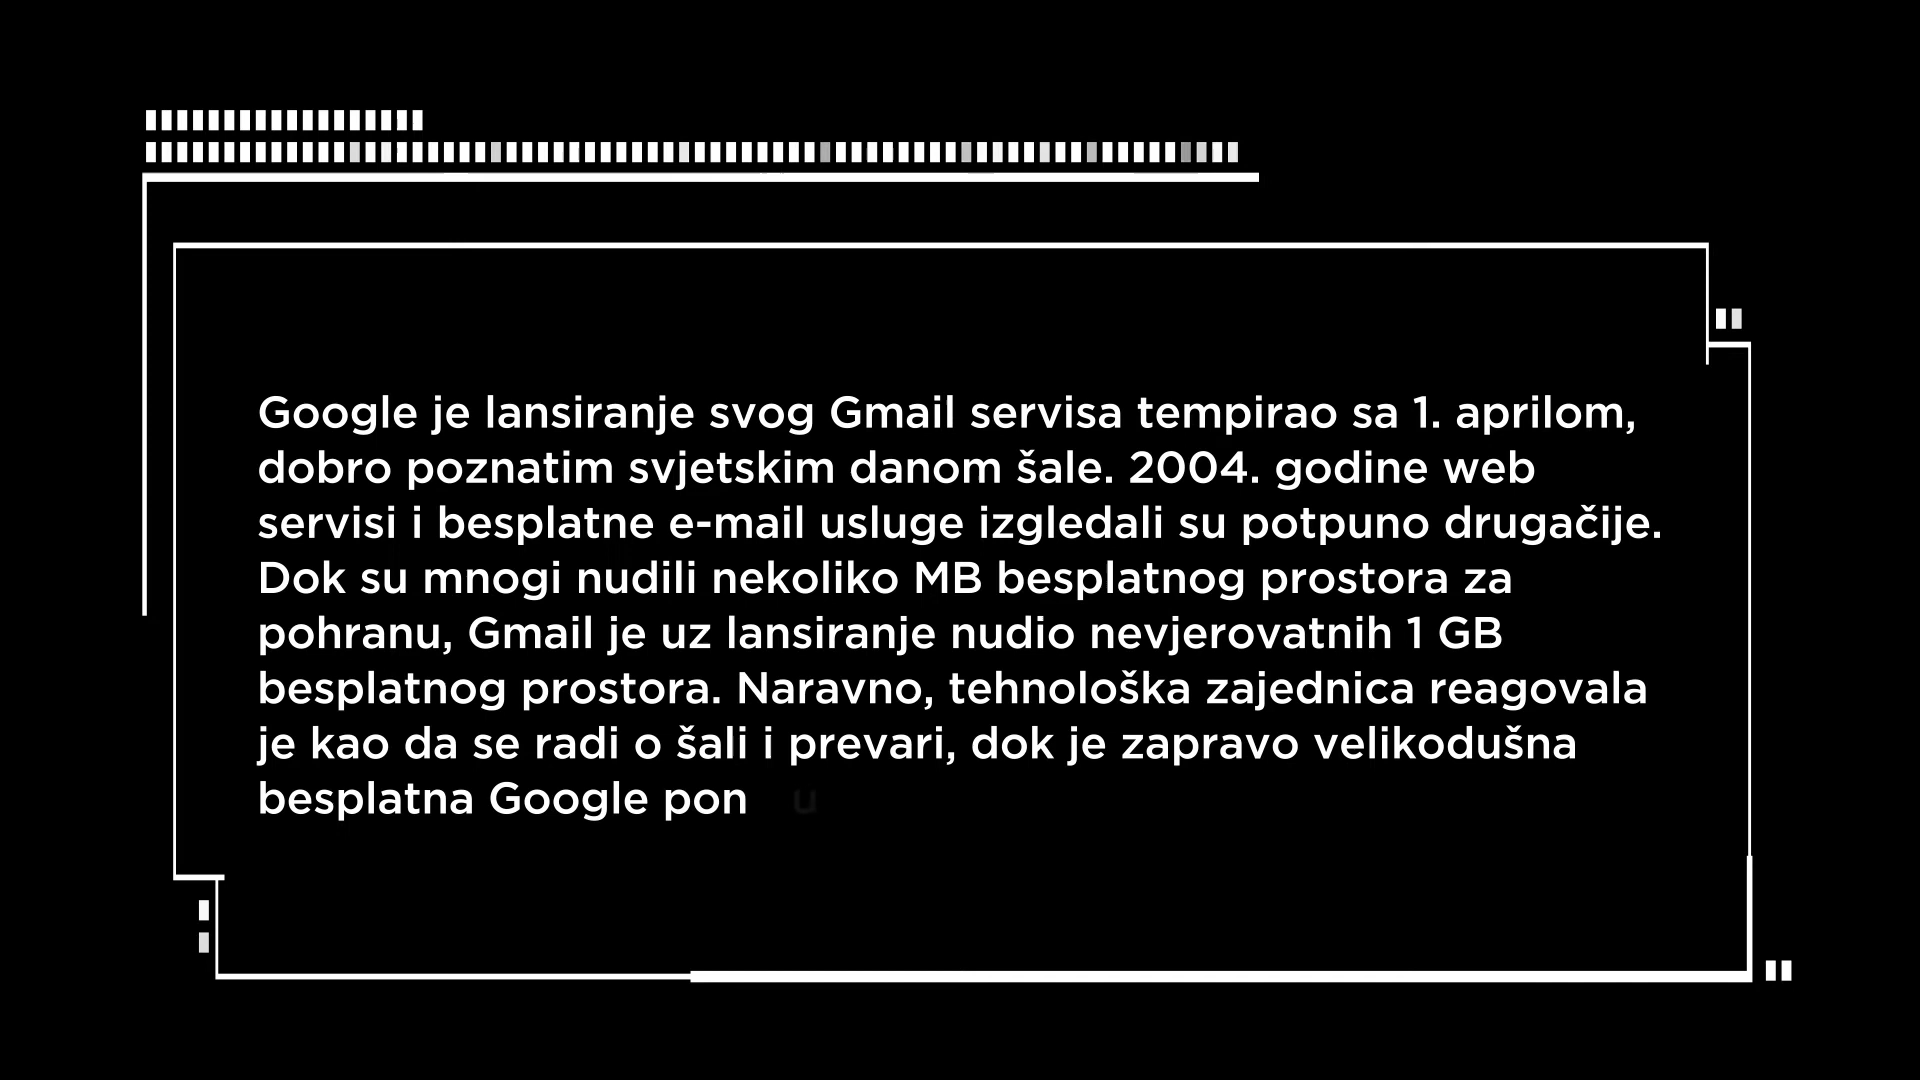 Google je lansiranje svog Gmail servisa tempirao sa 1. aprilom,
dobro poznatim svjetskim danom šale. 2004. godine web
servisi i besplatne e-mail usluge izgledali su potpuno drugačije.
Dok su mnogi nudili nekoliko MB besplatnog prostora za
pohranu, Gmail je uz lansiranje nudio nevjerovatnih 1 GB
besplatnog prostora. Naravno, tehnološka zajednica reagovala
je kao da se radi o šali i prevari, dok je zapravo velikodušna
besplatna Google pon